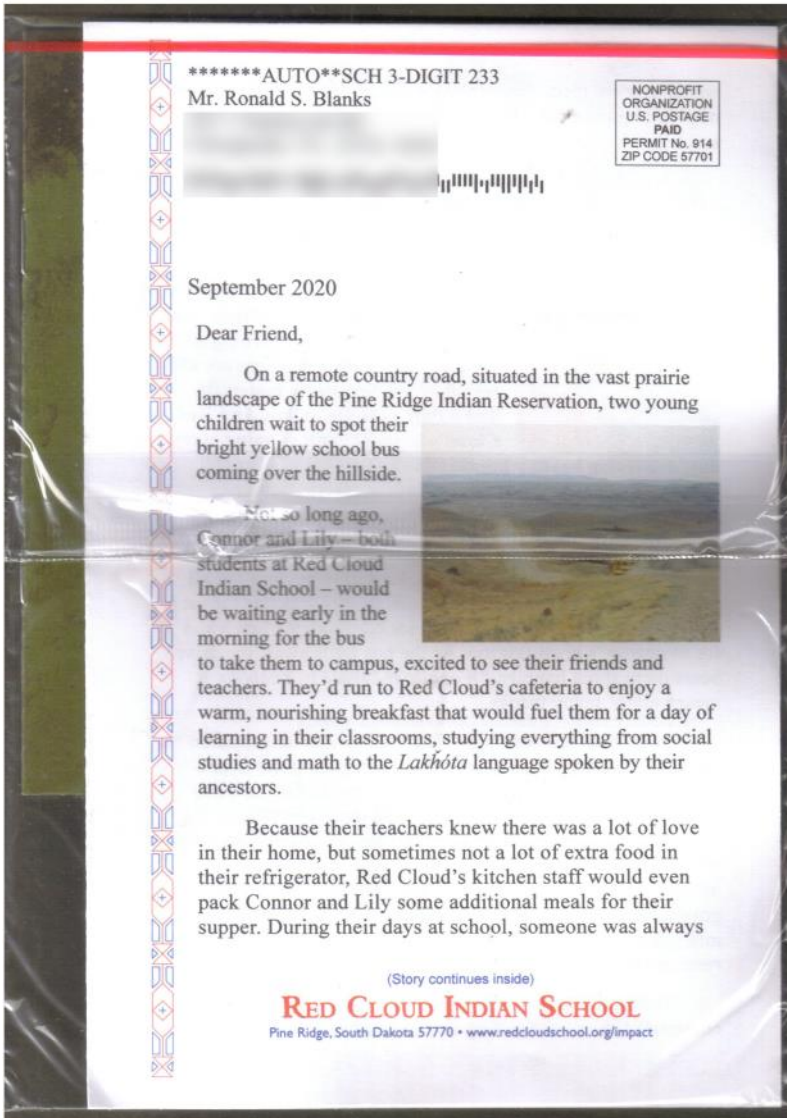 *******AUTO**SCH 3-DIGIT 233
Mr. Ronald S. Blanks
NONPROFIT
ORGANIZATION
U.S. POSTAGE
PAID
PERMIT No. 914
ZIP CODE 57701
September 2020
Dear Friend,
On a remote country road, situated in the vast prairie
landscape of the Pine Ridge Indian Reservation, two young
children wait to spot their
bright yellow school bus
coming over the hillside.
Not so long ago,
Connor and Lily – both
students at Red Cloud
Indian School – would
be waiting early in the
morning for the bus
to take them to campus, excited to see their friends and
teachers. They’d run to Red Cloud’s cafeteria to enjoy a
warm, nourishing breakfast that would fuel them for a day of
learning in their classrooms, studying everything from social
studies and math to the Lakȟóta language spoken by their
ancestors.
Because their teachers knew there was a lot of love
in their home, but sometimes not a lot of extra food in
their refrigerator, Red Cloud’s kitchen staff would even
pack Connor and Lily some additional meals for their
supper. During their days at school, someone was always
(Story continues inside)
RED CLOUD INDIAN SCHOOL
Pine Ridge, South Dakota 57770 • www.redcloudschool.org/impact